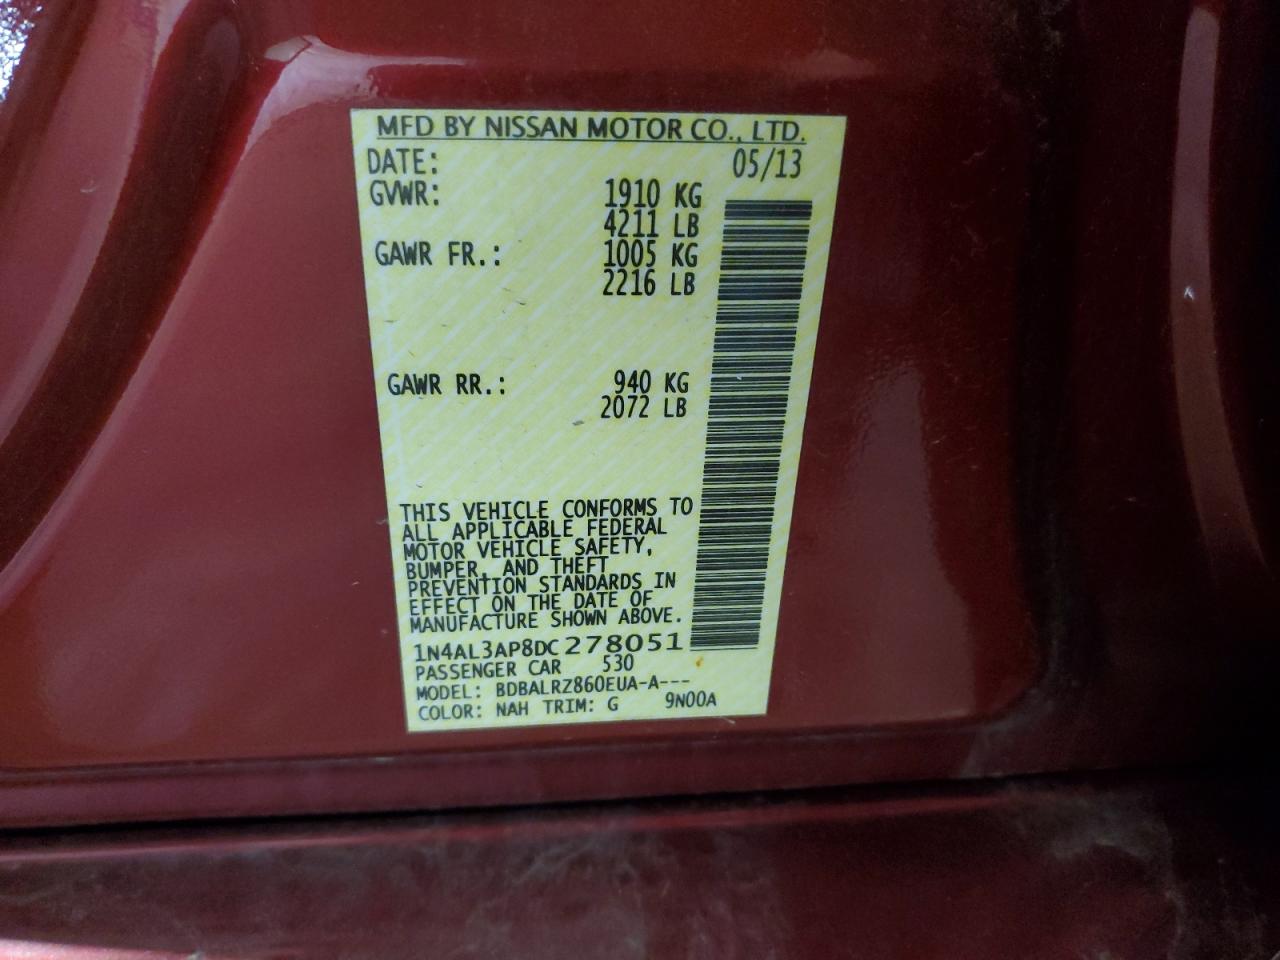 MFD BY NISSAN MOTOR CO., LTD.
DATE: 05/13
GVWR: 1910 KG
4211 LB
GAWR FR.: 1005 KG
2216 LB
GAWR RR.: 940 KG
2072 LB
THIS VEHICLE CONFORMS TO
ALL APPLICABLE FEDERAL
MOTOR VEHICLE SAFETY,
BUMPER, AND THEFT
PREVENTION STANDARDS IN
EFFECT ON THE DATE OF
MANUFACTURE SHOWN ABOVE.
1N4AL3AP8DC278051
PASSENGER CAR 530
MODEL: BDBALRZ860EUA-A---
COLOR: NAH TRIM: G 9N00A